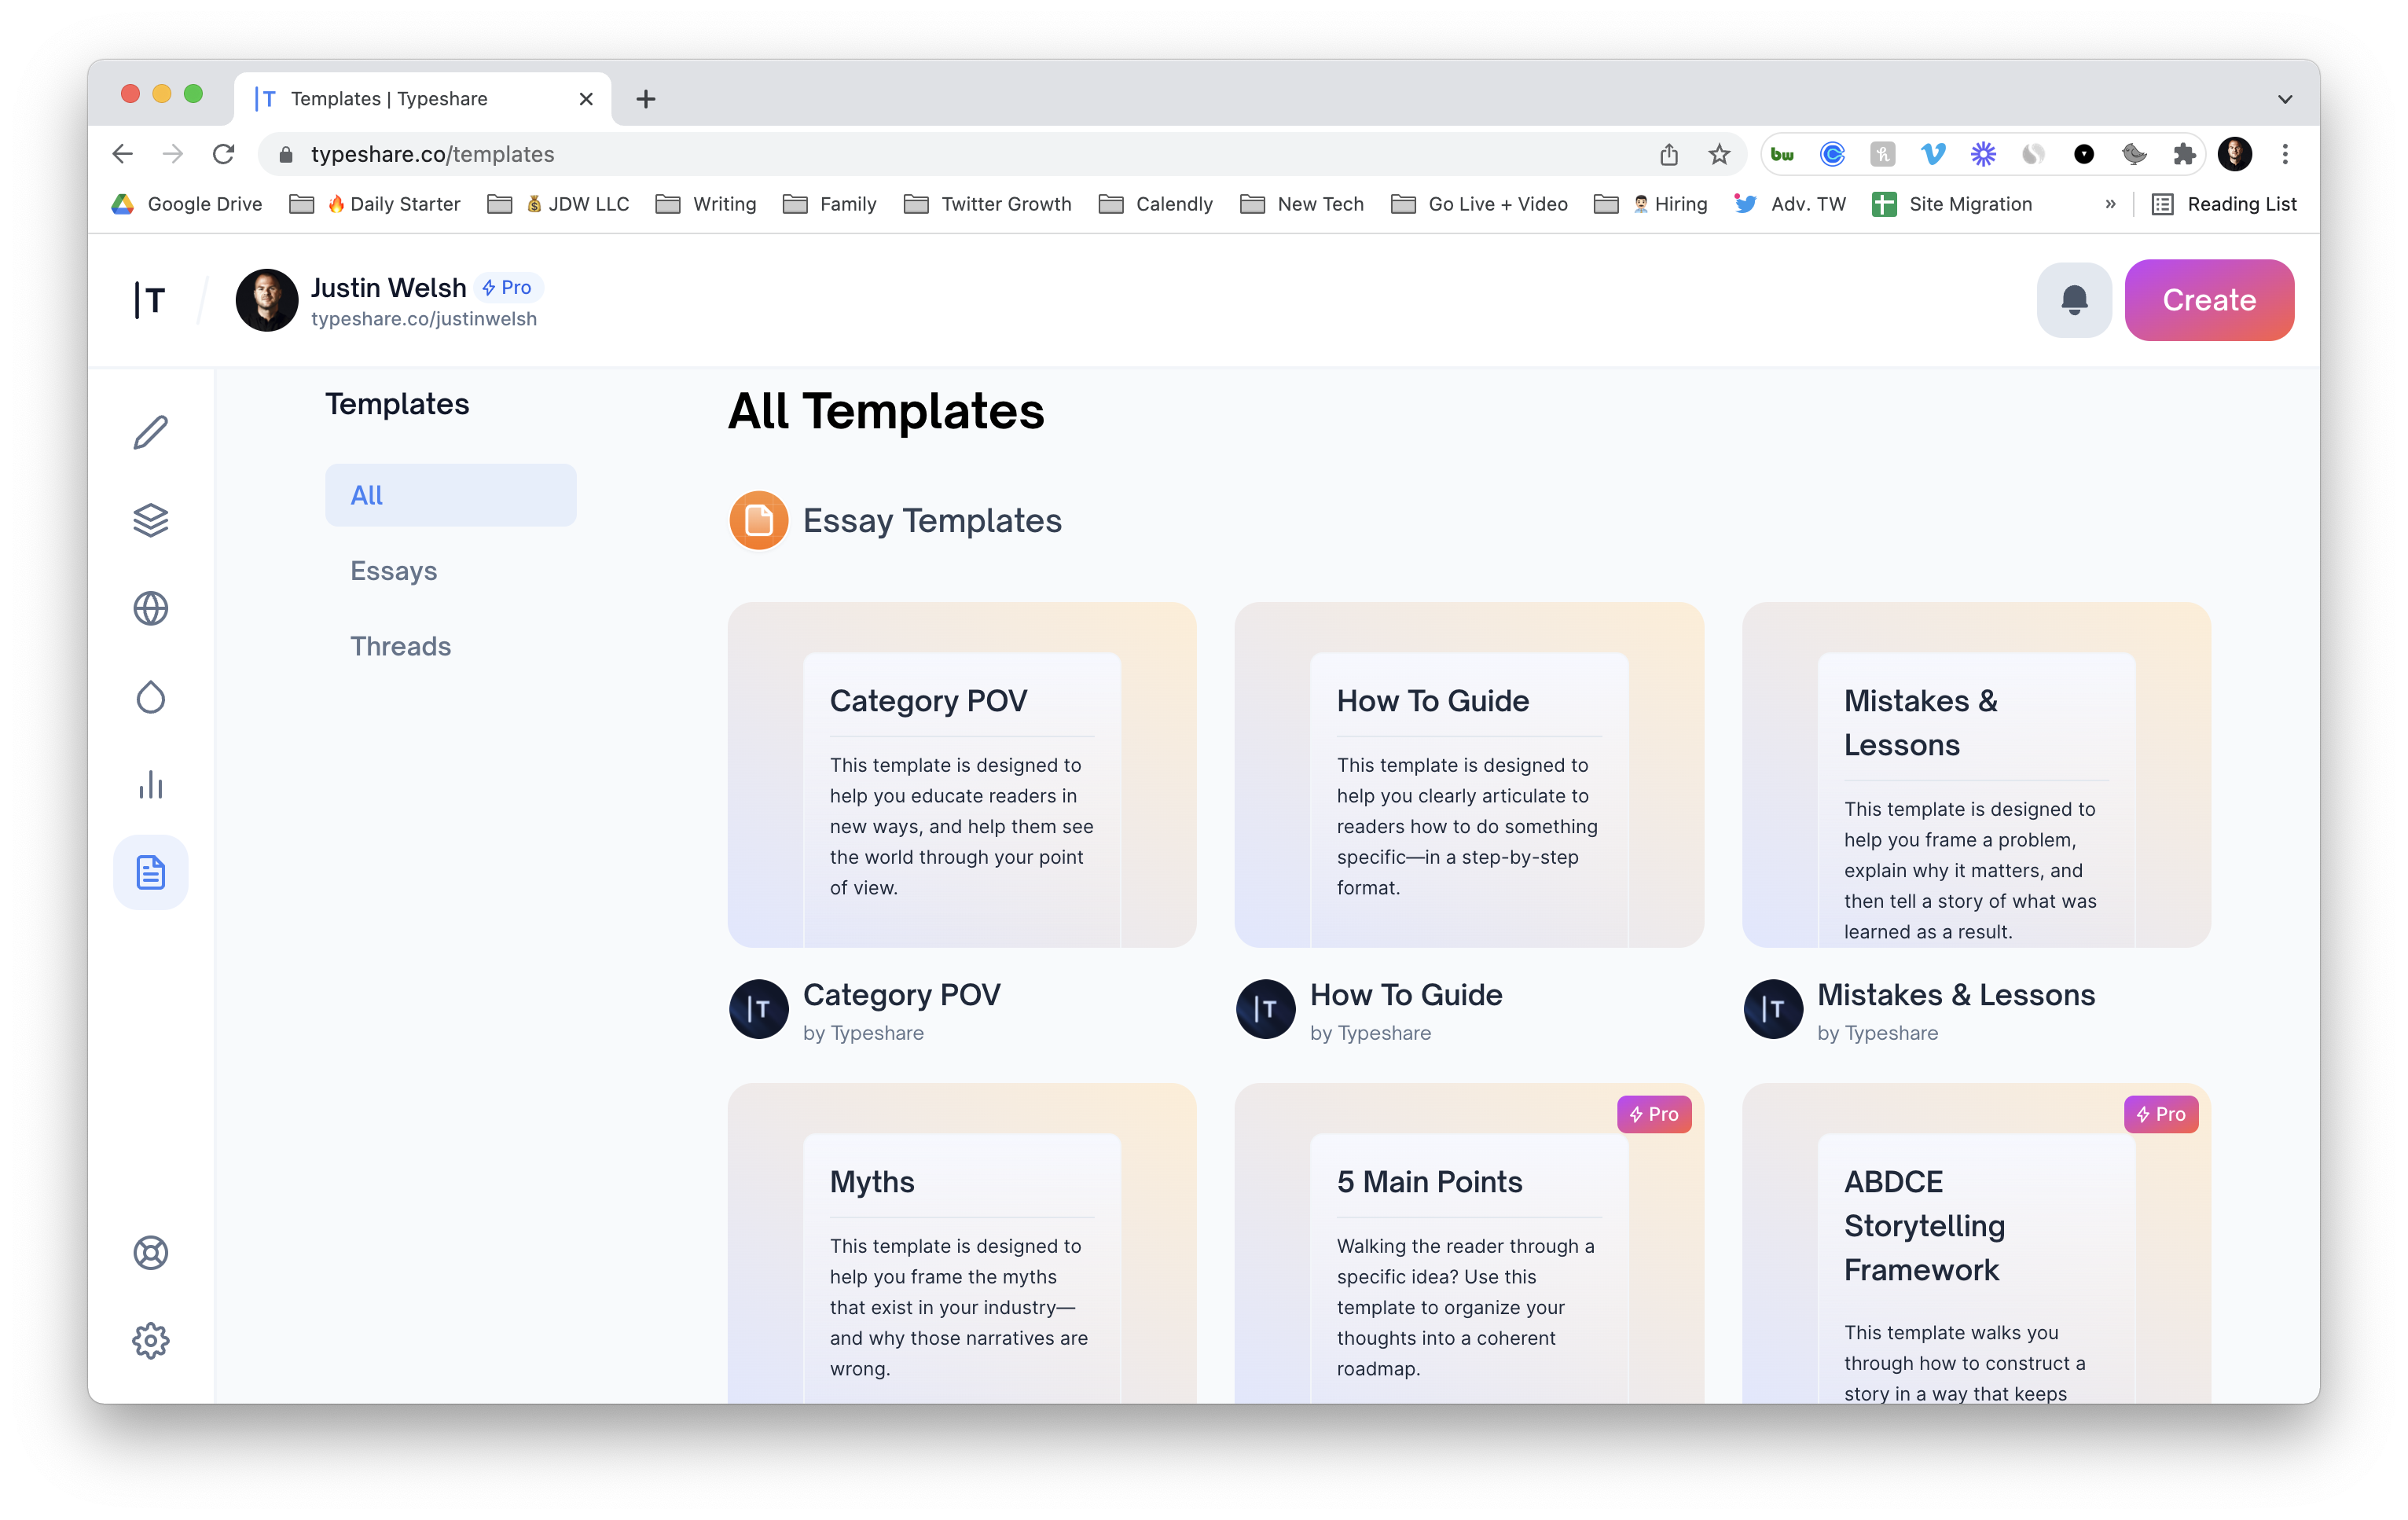 Templates | Typeshare
typeshare.co/templates
bw
Google Drive
🔥 Daily Starter
💰 JDW LLC
Writing
Family
Twitter Growth
Calendly
New Tech
Go Live + Video
👨🏻‍💼 Hiring
Adv. TW
Site Migration
»
Reading List
|T
Justin Welsh
Pro
typeshare.co/justinwelsh
Create
Templates
All
Essays
Threads
All Templates
Essay Templates
Category POV
This template is designed to
help you educate readers in
new ways, and help them see
the world through your point
of view.
|T
Category POV
by Typeshare
How To Guide
This template is designed to
help you clearly articulate to
readers how to do something
specific—in a step-by-step
format.
|T
How To Guide
by Typeshare
Mistakes &
Lessons
This template is designed to
help you frame a problem,
explain why it matters, and
then tell a story of what was
learned as a result.
|T
Mistakes & Lessons
by Typeshare
Myths
This template is designed to
help you frame the myths
that exist in your industry—
and why those narratives are
wrong.
Pro
5 Main Points
Walking the reader through a
specific idea? Use this
template to organize your
thoughts into a coherent
roadmap.
Pro
ABDCE
Storytelling
Framework
This template walks you
through how to construct a
story in a way that keeps